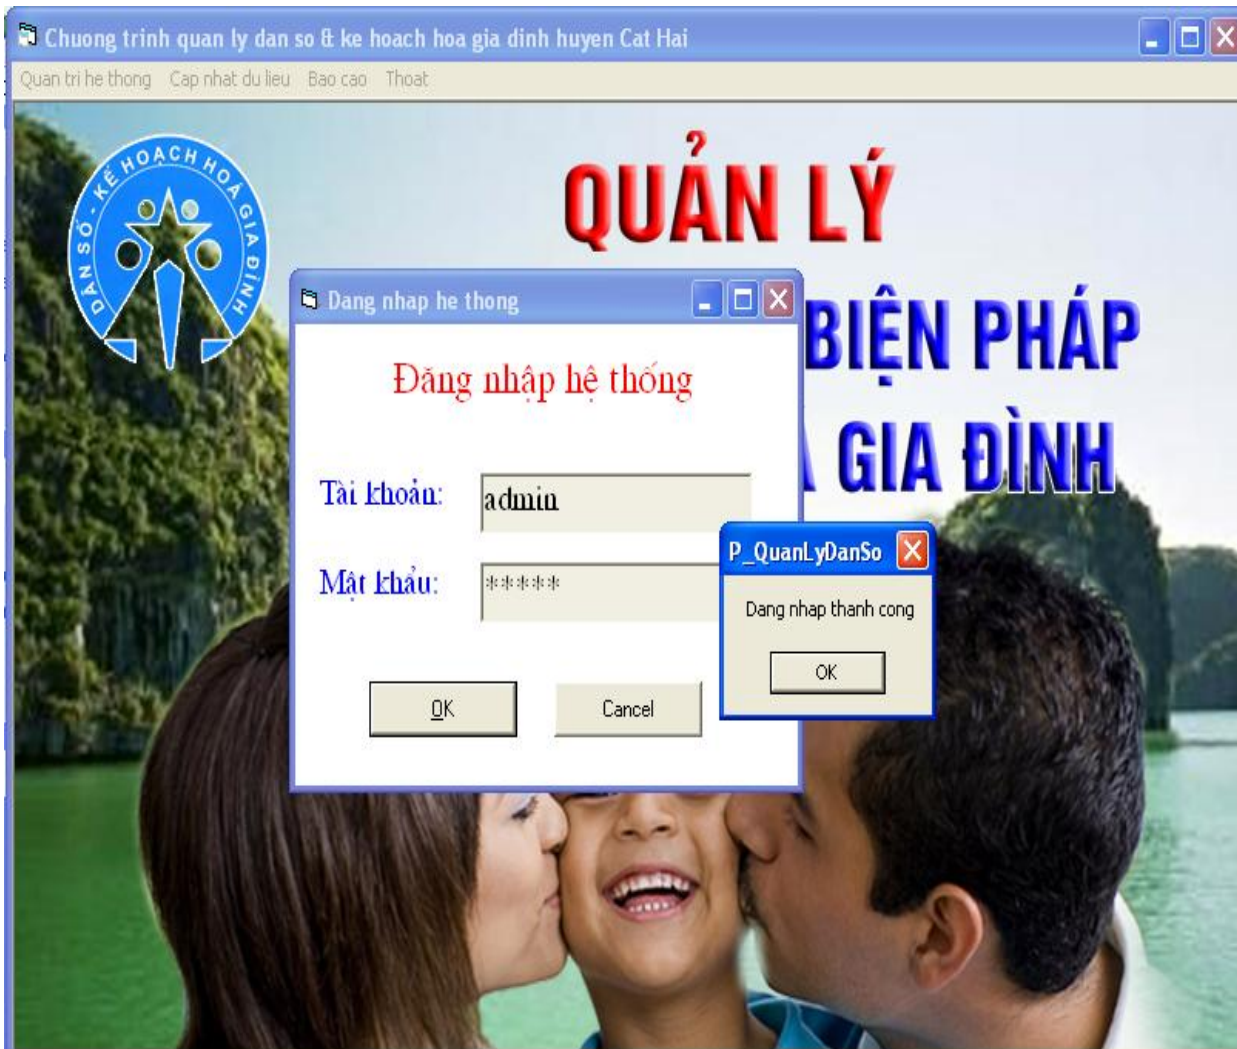 Chuong trinh quan ly dan so & ke hoach hoa gia dinh huyen Cat Hai
Quan tri he thong Cap nhat du lieu Bao cao Thoat
DÂN SỐ - KẾ HOẠCH HOÁ GIA ĐÌNH
QUẢN LÝ
BIỆN PHÁP
GIA ĐÌNH
Dang nhap he thong
Đăng nhập hệ thống
Tài khoản: admin
Mật khẩu: *****
OK Cancel
P_QuanLyDanSo
Dang nhap thanh cong
OK